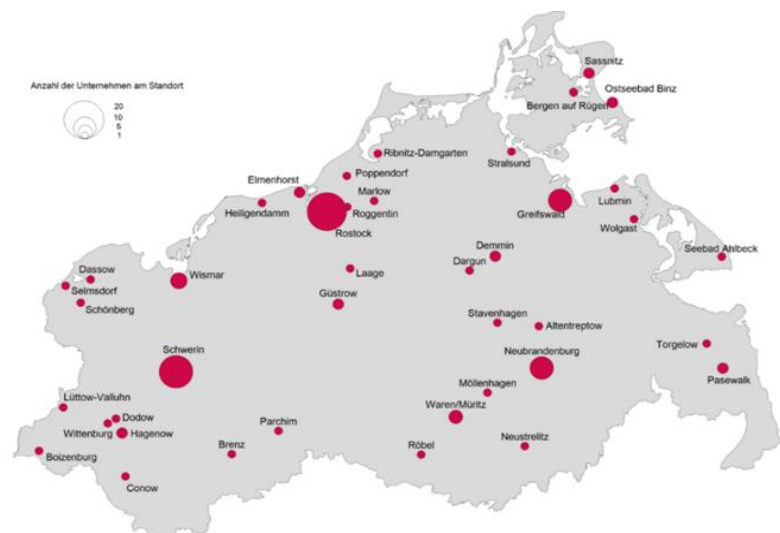 Anzahl der Unternehmen am Standort
20
10
5
1
Sassnitz
Ostseebad Binz
Bergen auf Rügen
Ribnitz-Damgarten
Stralsund
Poppendorf
Elmenhorst
Marlow
Lubmin
Heiligendamm
Roggentin
Greifswald
Rostock
Wolgast
Demmin
Seebad Ahlbeck
Dassow
Wismar
Laage
Dargun
Selmsdorf
Güstrow
Schönberg
Stavenhagen
Altentreptow
Torgelow
Schwerin
Neubrandenburg
Pasewalk
Möllenhagen
Lüttow-Valluhn
Dodow
Waren/Müritz
Wittenburg
Hagenow
Parchim
Neustrelitz
Brenz
Röbel
Boizenburg
Conow